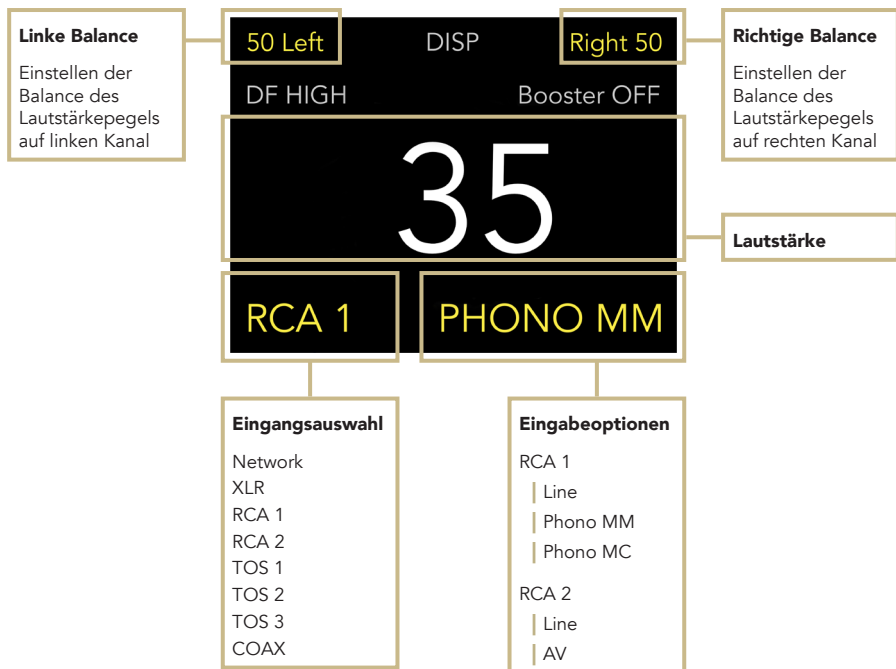 Linke Balance
Einstellen der
Balance des
Lautstärkepegels
auf linken Kanal
50 Left
DISP
Right 50
DF HIGH
Booster OFF
35
RCA 1
PHONO MM
Richtige Balance
Einstellen der
Balance des
Lautstärkepegels
auf rechten Kanal
Lautstärke
Eingangsauswahl
Network
XLR
RCA 1
RCA 2
TOS 1
TOS 2
TOS 3
COAX
Eingabeoptionen
RCA 1
Line
Phono MM
Phono MC
RCA 2
Line
AV